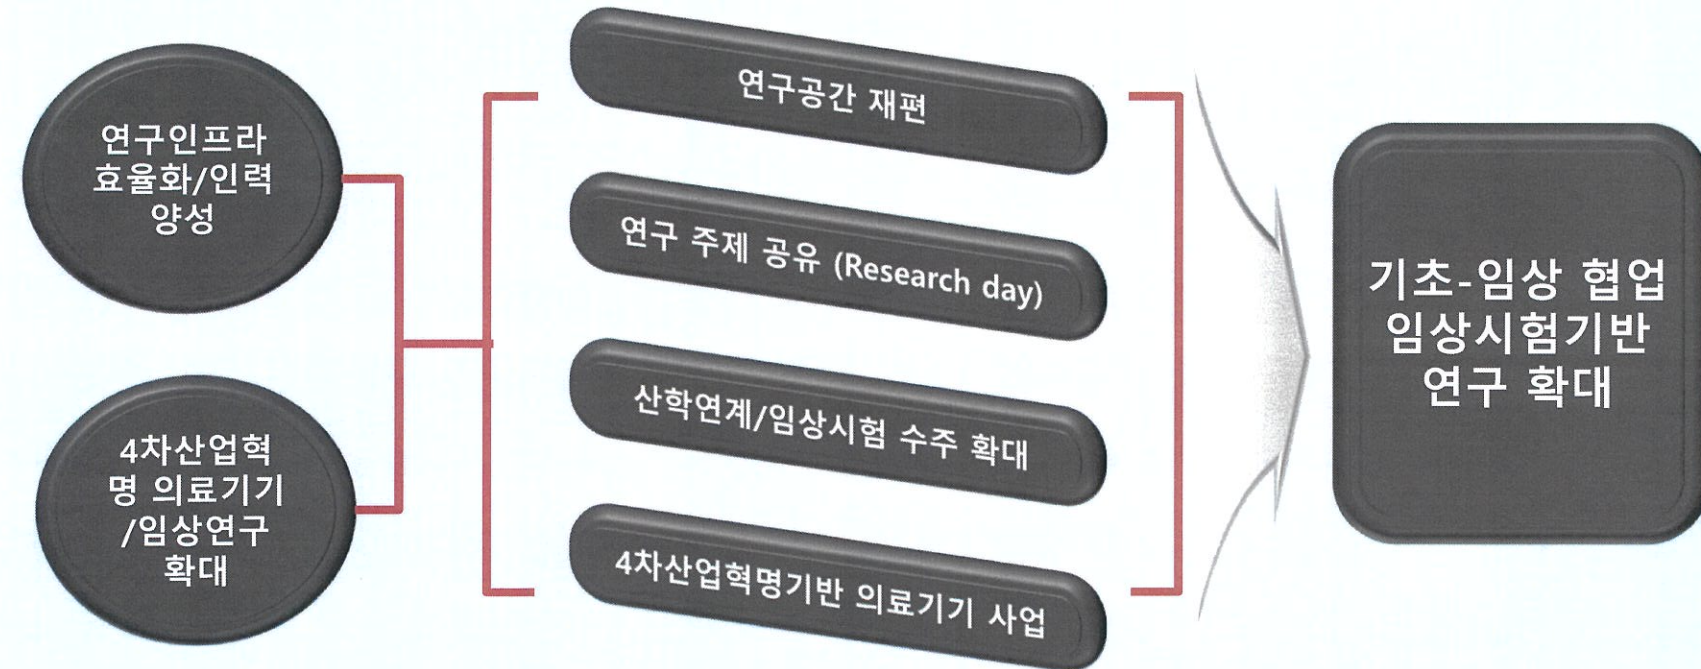 연구인프라
효율화/인력
양성
4차산업혁
명 의료기기
/임상연구
확대
연구공간 재편
연구 주제 공유 (Research day)
산학연계/임상시험 수주 확대
4차산업혁명기반 의료기기 사업
기초-임상 협업
임상시험기반
연구 확대